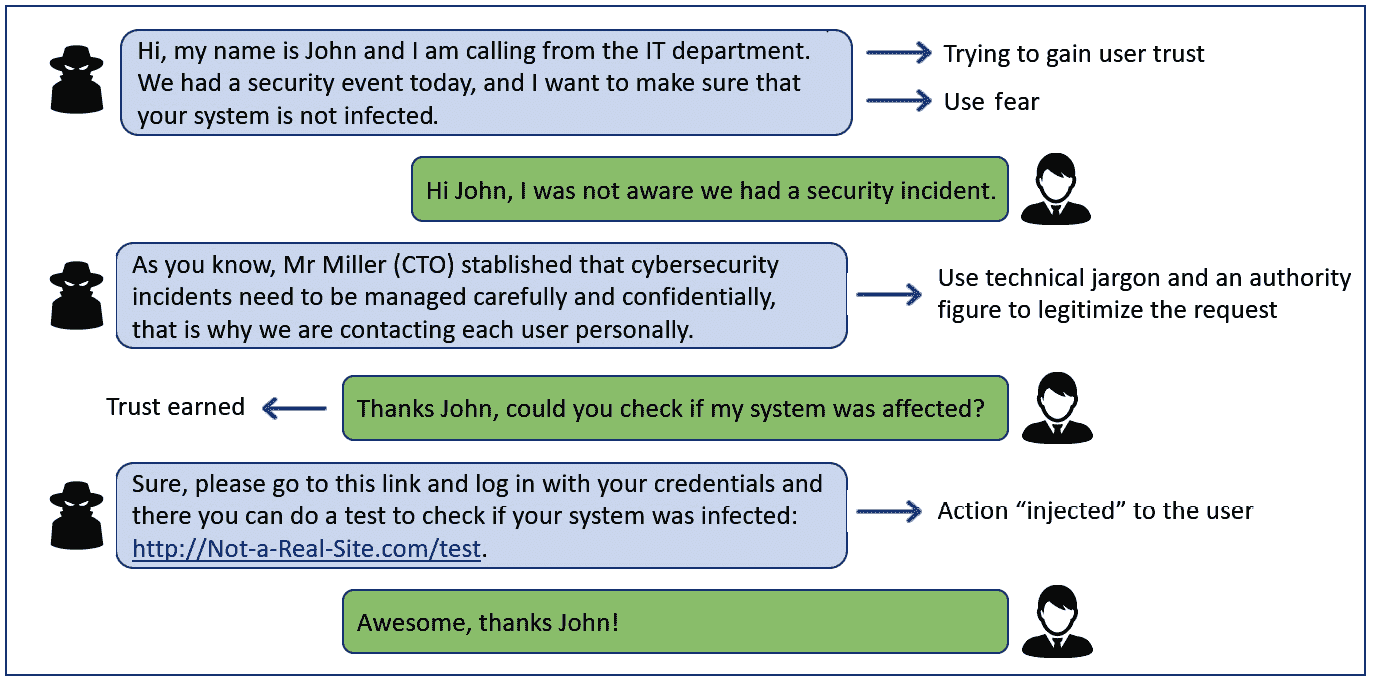 Hi, my name is John and I am calling from the IT department.
We had a security event today, and I want to make sure that
your system is not infected.
Trying to gain user trust
Use fear
Hi John, I was not aware we had a security incident.
As you know, Mr Miller (CTO) stablished that cybersecurity
incidents need to be managed carefully and confidentially,
that is why we are contacting each user personally.
Use technical jargon and an authority
figure to legitimize the request
Trust earned
Thanks John, could you check if my system was affected?
Sure, please go to this link and log in with your credentials and
there you can do a test to check if your system was infected:
http://Not-a-Real-Site.com/test.
Action “injected” to the user
Awesome, thanks John!